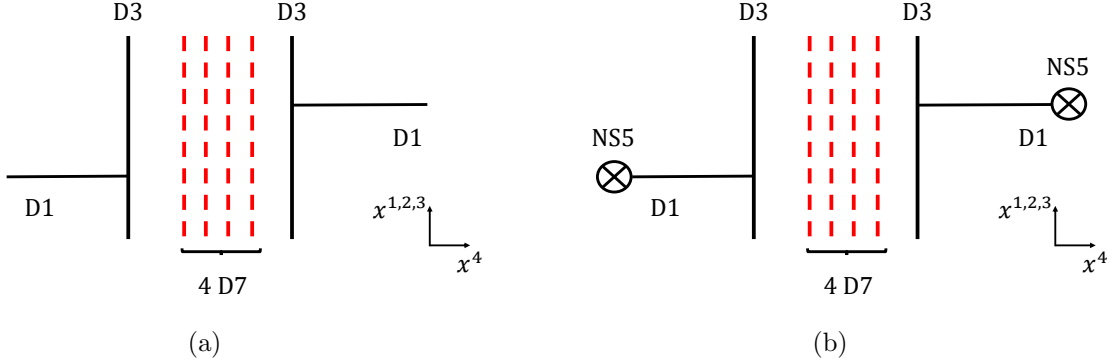 D3 D3
D1
D1
x^{1,2,3}
x^4
4 D7
(a)
D3 D3
NS5
NS5
D1
D1
x^{1,2,3}
x^4
4 D7
(b)